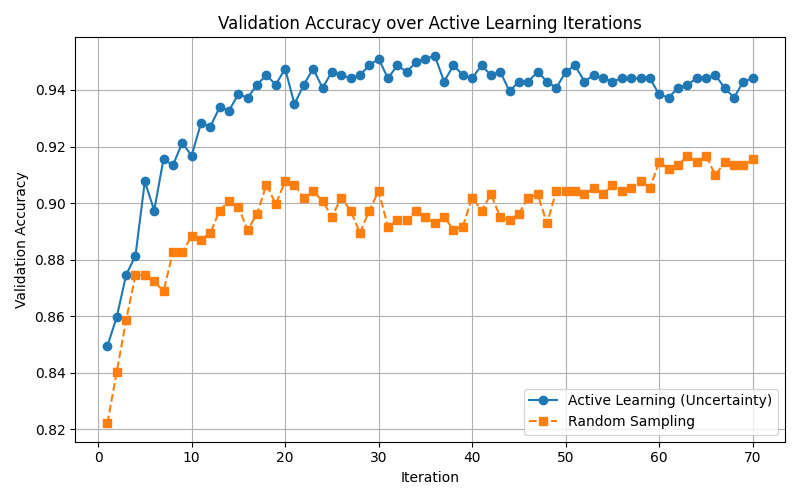 Validation Accuracy over Active Learning Iterations
Validation Accuracy
0.94
0.92
0.90
0.88
0.86
0.84
0.82
0 10 20 30 40 50 60 70
Iteration
Active Learning (Uncertainty)
Random Sampling